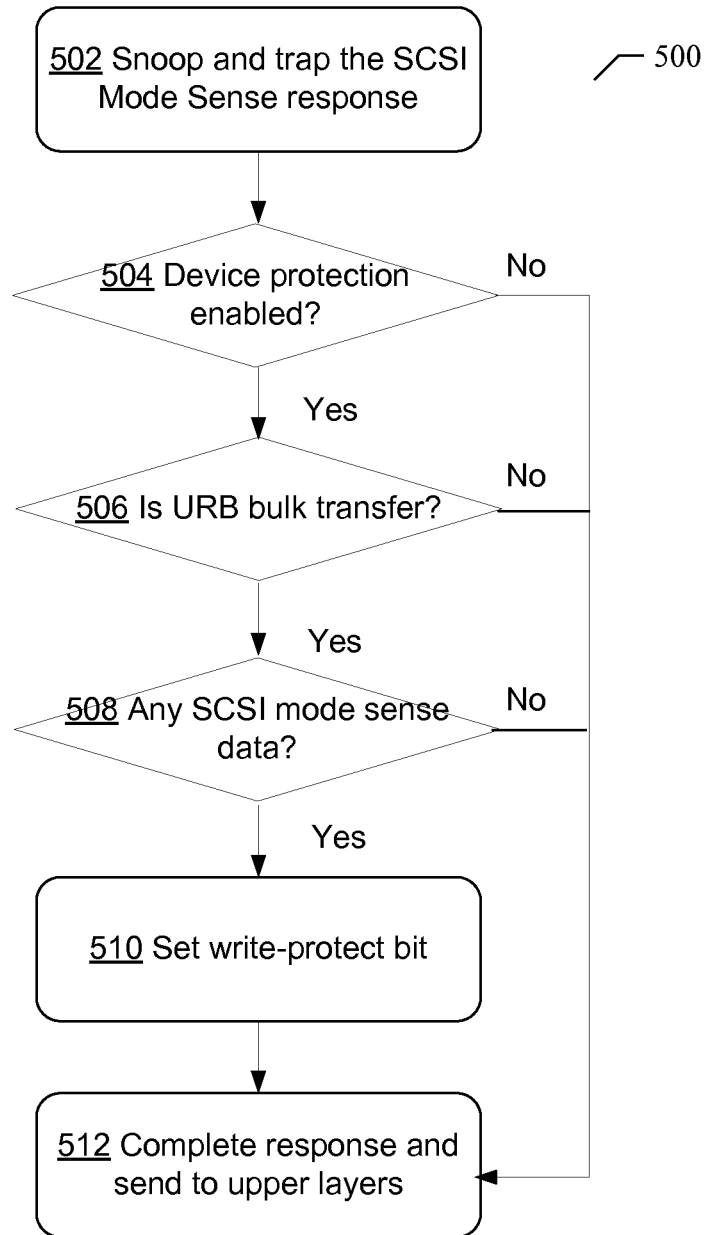 502 Snoop and trap the SCSI
Mode Sense response
500
504 Device protection
enabled?
No
Yes
506 Is URB bulk transfer?
No
Yes
508 Any SCSI mode sense
data?
No
Yes
510 Set write-protect bit
512 Complete response and
send to upper layers